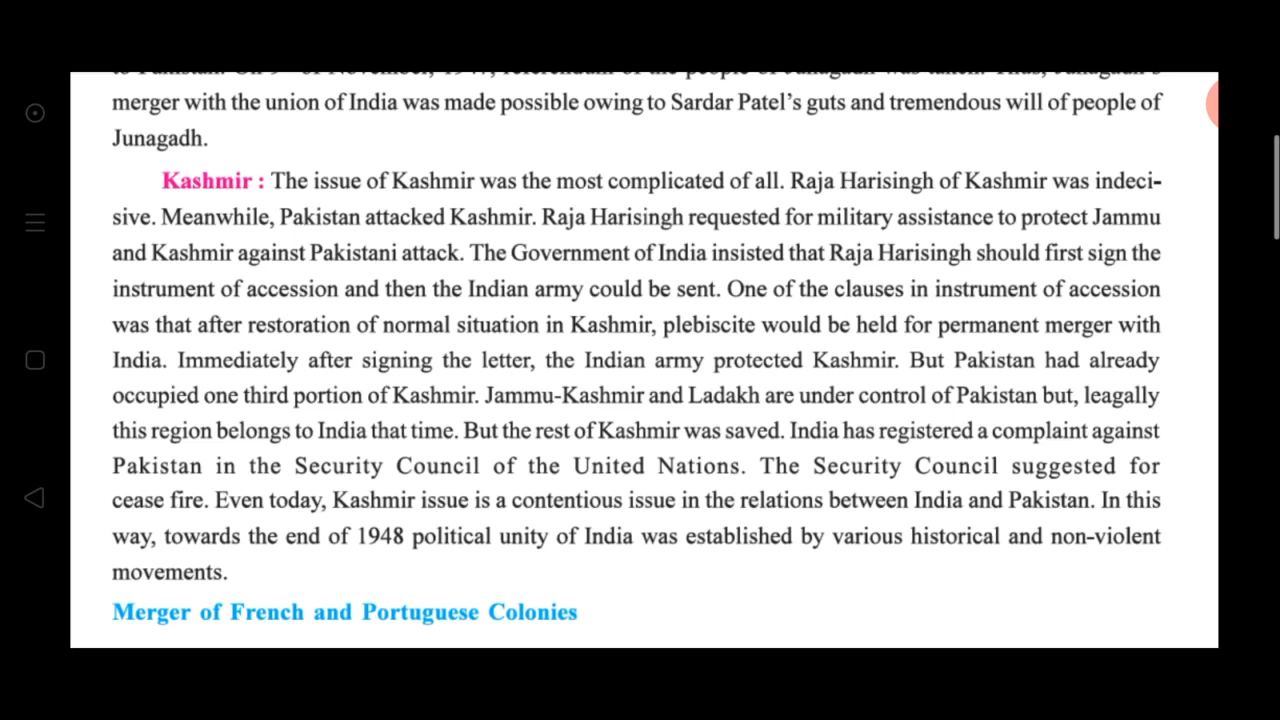 merger with the union of India was made possible owing to Sardar Patel's guts and tremendous will of people of
Junagadh.
Kashmir : The issue of Kashmir was the most complicated of all. Raja Harisingh of Kashmir was indeci-
sive. Meanwhile, Pakistan attacked Kashmir. Raja Harisingh requested for military assistance to protect Jammu
and Kashmir against Pakistani attack. The Government of India insisted that Raja Harisingh should first sign the
instrument of accession and then the Indian army could be sent. One of the clauses in instrument of accession
was that after restoration of normal situation in Kashmir, plebiscite would be held for permanent merger with
India. Immediately after signing the letter, the Indian army protected Kashmir. But Pakistan had already
occupied one third portion of Kashmir. Jammu-Kashmir and Ladakh are under control of Pakistan but, leagally
this region belongs to India that time. But the rest of Kashmir was saved. India has registered a complaint against
Pakistan in the Security Council of the United Nations. The Security Council suggested for
cease fire. Even today, Kashmir issue is a contentious issue in the relations between India and Pakistan. In this
way, towards the end of 1948 political unity of India was established by various historical and non-violent
movements.
Merger of French and Portuguese Colonies